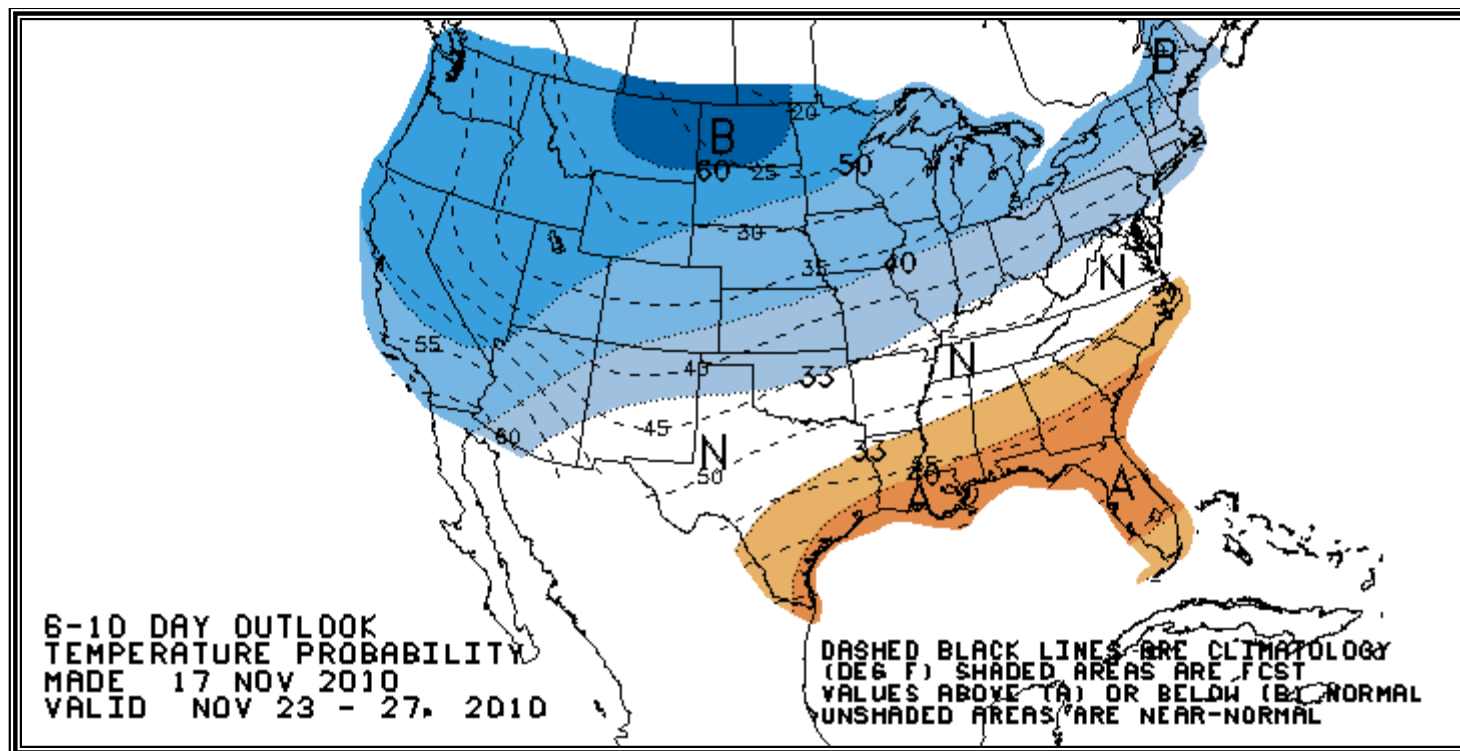 B
B
20
60
25
50
30
N
35
40
55
N
33
40
45
60
N
50
33
A
A
6-10 DAY OUTLOOK
TEMPERATURE PROBABILITY
MADE 17 NOV 2010
VALID NOV 23 - 27, 2010
DASHED BLACK LINES ARE CLIMATOLOGY
(DEG F) SHADED AREAS ARE FCST
VALUES ABOVE (A) OR BELOW (B) NORMAL
UNSHADED AREAS ARE NEAR-NORMAL